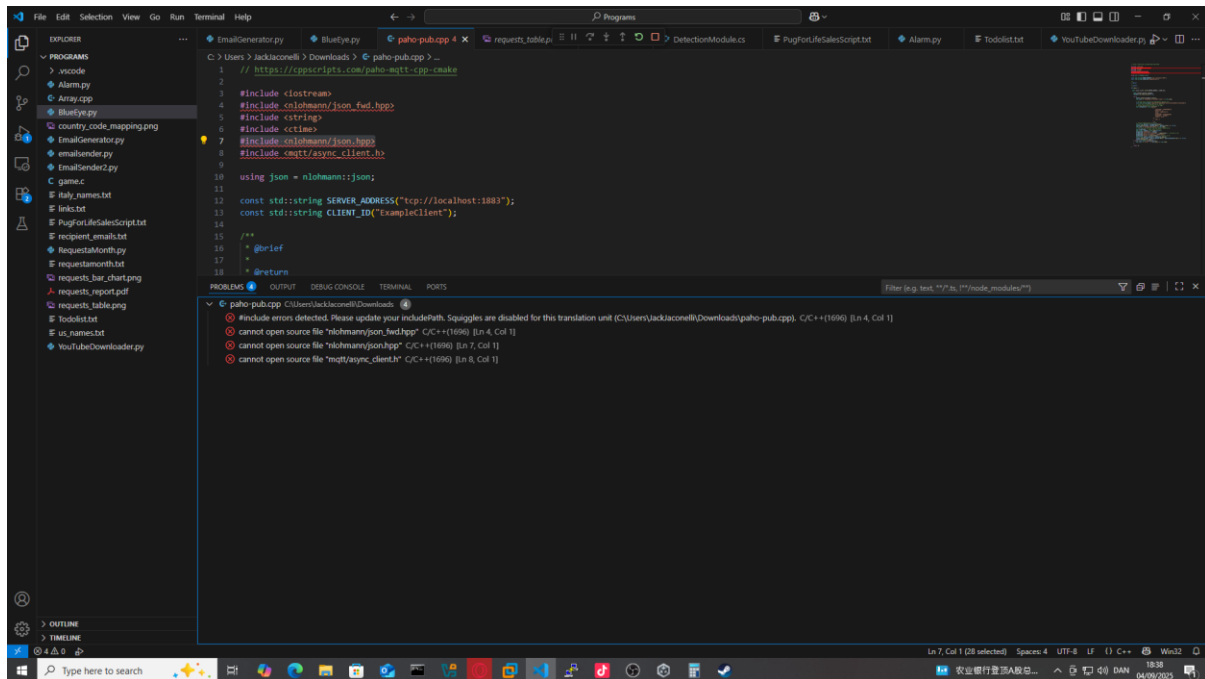 File Edit Selection View Go Run Terminal Help
Programs
EXPLORER
PROGRAMS
.vscode
Alarm.py
Array.cpp
BlueEye.py
country_code_mapping.png
EmailGenerator.py
emailsender.py
EmailSender2.py
game.c
italy_names.txt
links.txt
PugForLifeSalesScript.txt
recipient_emails.txt
RequestaMonth.py
requestamonth.txt
requests_bar_chart.png
requests_report.pdf
requests_table.png
Todolist.txt
us_names.txt
YouTubeDownloader.py
OUTLINE
TIMELINE
EmailGenerator.py BlueEye.py paho-pub.cpp 4 requests_table.p DetectionModule.cs PugForLifeSalesScript.txt Alarm.py Todolist.txt YouTubeDownloader.py
C: > Users > JackJaconelli > Downloads > paho-pub.cpp > ...
1 // https://cppscripts.com/paho-mqtt-cpp-cmake
2
3 #include <iostream>
4 #include <nlohmann/json_fwd.hpp>
5 #include <string>
6 #include <ctime>
7 #include <nlohmann/json.hpp>
8 #include <mqtt/async_client.h>
9
10 using json = nlohmann::json;
11
12 const std::string SERVER_ADDRESS("tcp://localhost:1883");
13 const std::string CLIENT_ID("ExampleClient");
14
15 /**
16 * @brief
17 *
18 * @return
PROBLEMS 4 OUTPUT DEBUG CONSOLE TERMINAL PORTS
Filter (e.g. text, **/*.ts, !**/node_modules/**)
paho-pub.cpp C:\Users\JackJaconelli\Downloads 4
#include errors detected. Please update your includePath. Squiggles are disabled for this translation unit (C:\Users\JackJaconelli\Downloads\paho-pub.cpp). C/C++(1696) [Ln 4, Col 1]
cannot open source file "nlohmann/json_fwd.hpp" C/C++(1696) [Ln 4, Col 1]
cannot open source file "nlohmann/json.hpp" C/C++(1696) [Ln 7, Col 1]
cannot open source file "mqtt/async_client.h" C/C++(1696) [Ln 8, Col 1]
4 0
Ln 7, Col 1 (28 selected) Spaces: 4 UTF-8 LF {} C++ Win32
Type here to search
农业银行登顶A股总... DAN 18:38
04/09/2025